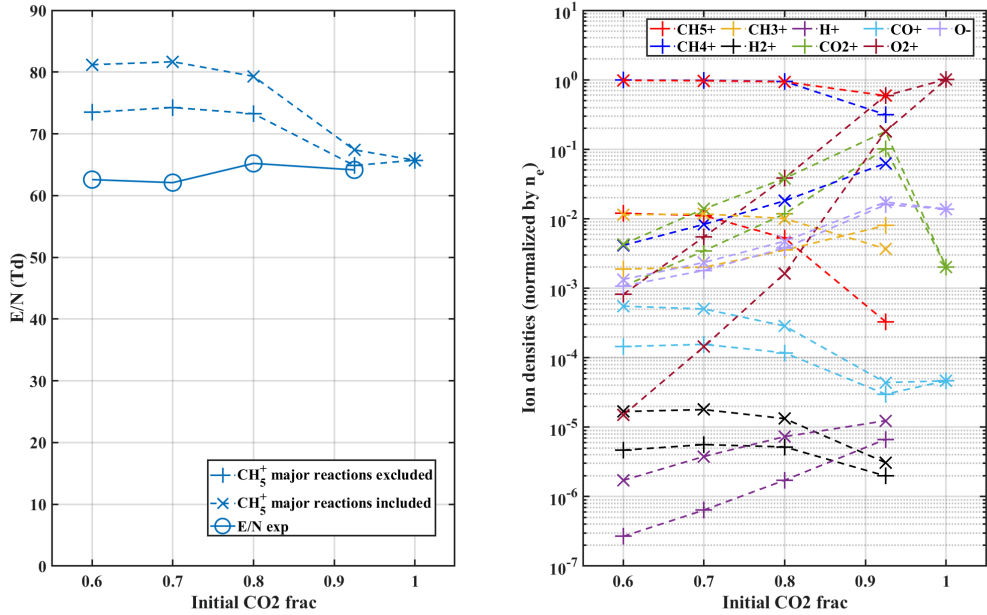 90
80
70
60
50
40
30
20
10
0
E/N (Td)
0.6 0.7 0.8 0.9 1
Initial CO2 frac
CH5+ major reactions excluded
CH5+ major reactions included
E/N exp
10^1
10^0
10^-1
10^-2
10^-3
10^-4
10^-5
10^-6
10^-7
Ion densities (normalized by n_e)
CH5+ CH3+ H+ CO+ O-
CH4+ H2+ CO2+ O2+
0.6 0.7 0.8 0.9 1
Initial CO2 frac